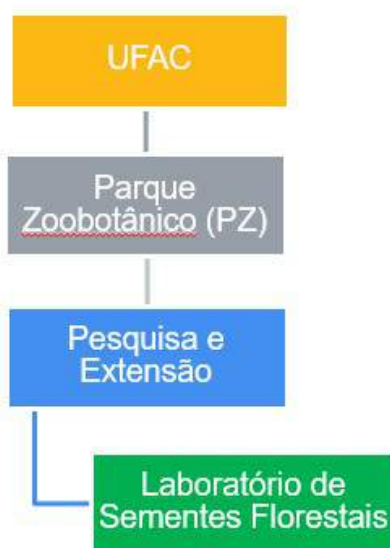 UFAC
Parque
Zoobotânico (PZ)
Pesquisa e
Extensão
Laboratório de
Sementes Florestais